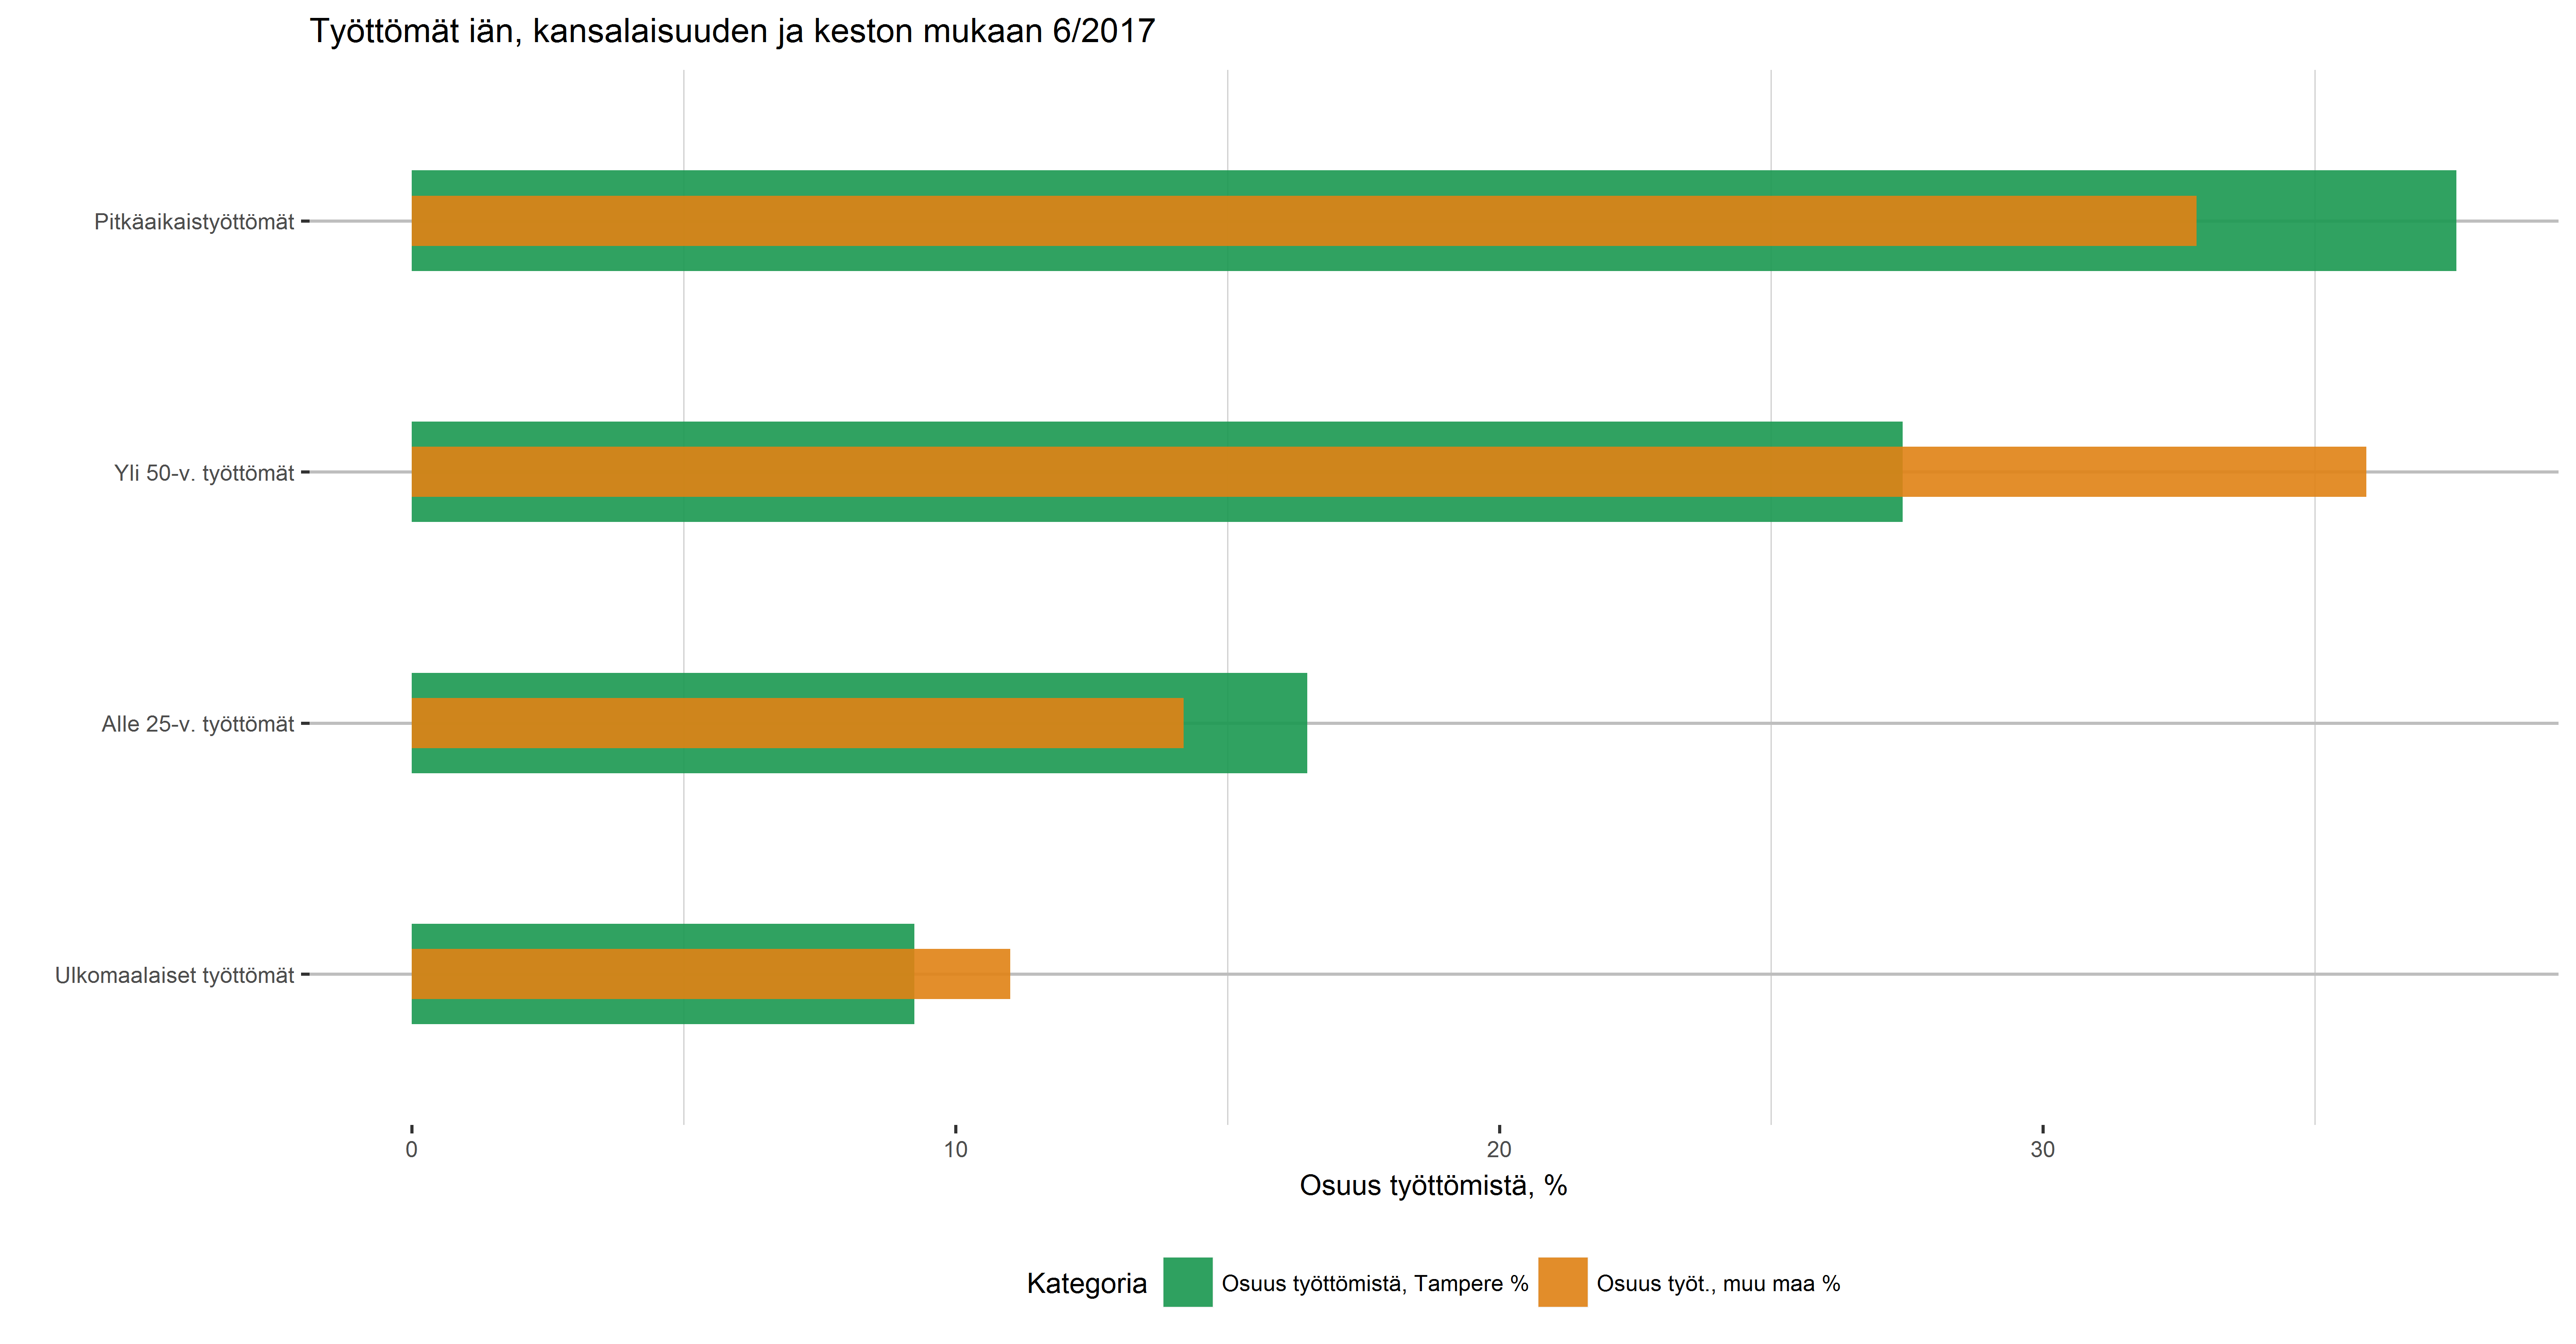 Työttömät iän, kansalaisuuden ja keston mukaan 6/2017
Pitkäaikaistyöttömät
Yli 50-v. työttömät
Alle 25-v. työttömät
Ulkomaalaiset työttömät
0 10 20 30
Osuus työttömistä, %
Kategoria Osuus työttömistä, Tampere % Osuus työt., muu maa %